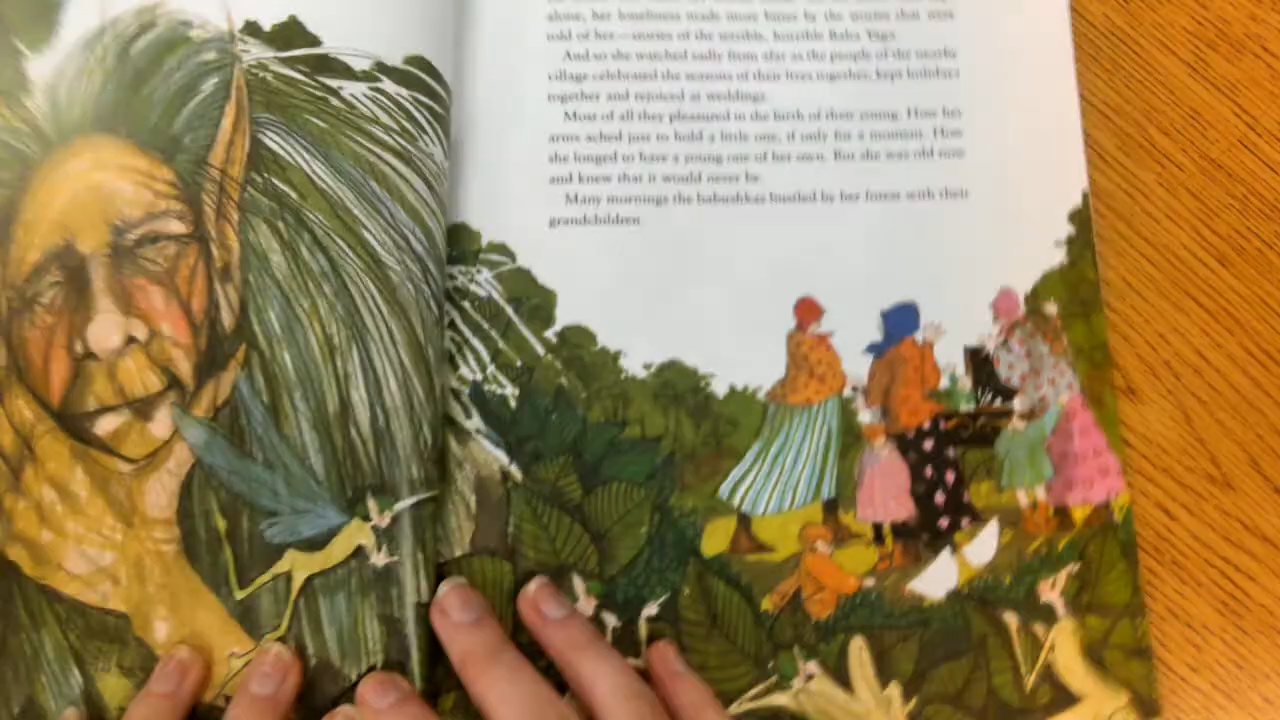 alone, her loneliness made more bitter by the stories that were
told of her—stories of the terrible, horrible Baba Yaga.
And so she watched sadly from afar as the people of the nearby
village celebrated the seasons of their lives together, kept holidays
together and rejoiced at weddings.
Most of all they pleasured in the birth of their young. How her
arms ached just to hold a little one, if only for a moment. How
she longed to have a young one of her own. But she was old now
and knew that it would never be.
Many mornings the babushkas bustled by her forest with their
grandchildren.